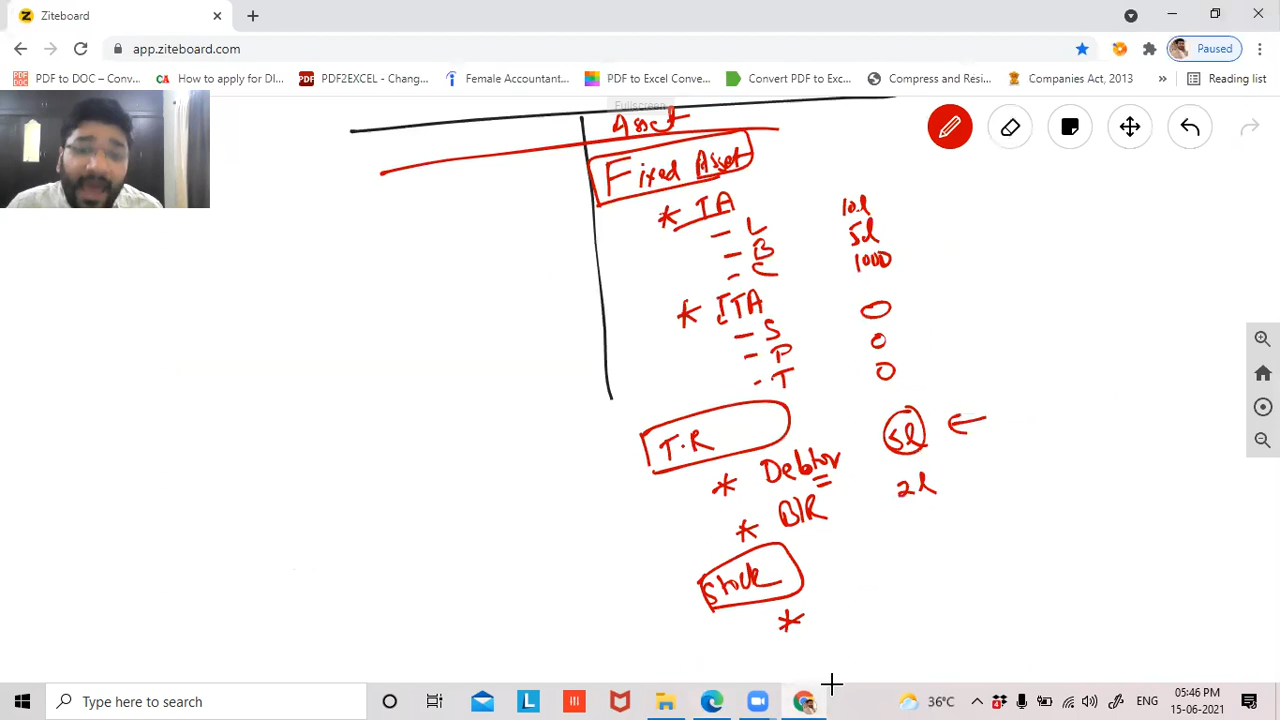 Ziteboard
app.ziteboard.com
Paused
PDF to DOC – Conv...
How to apply for DI...
PDF2EXCEL - Chang...
Female Accountant...
PDF to Excel Conve...
Convert PDF to Exc...
Compress and Resi...
Companies Act, 2013
»
Reading list
Fullscreen
Asset
Fixed Asset
* TA
- L 10l
- B 5l
- C 1000
* ITA 0
- S 0
- P 0
- T
T.R 5l ←
* Debtor 2l
* B/R
Stock
*
Type here to search
36°C
ENG
05:46 PM
15-06-2021